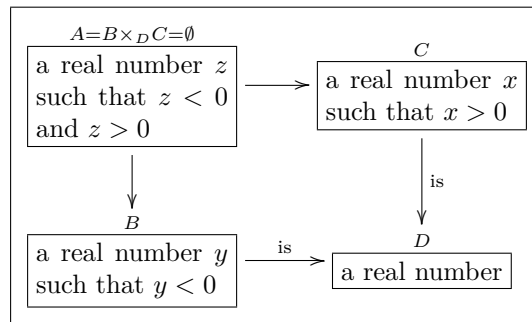 A=B×_D C=∅
a real number z
such that z < 0
and z > 0
C
a real number x
such that x > 0
is
B
a real number y
such that y < 0
is
D
a real number